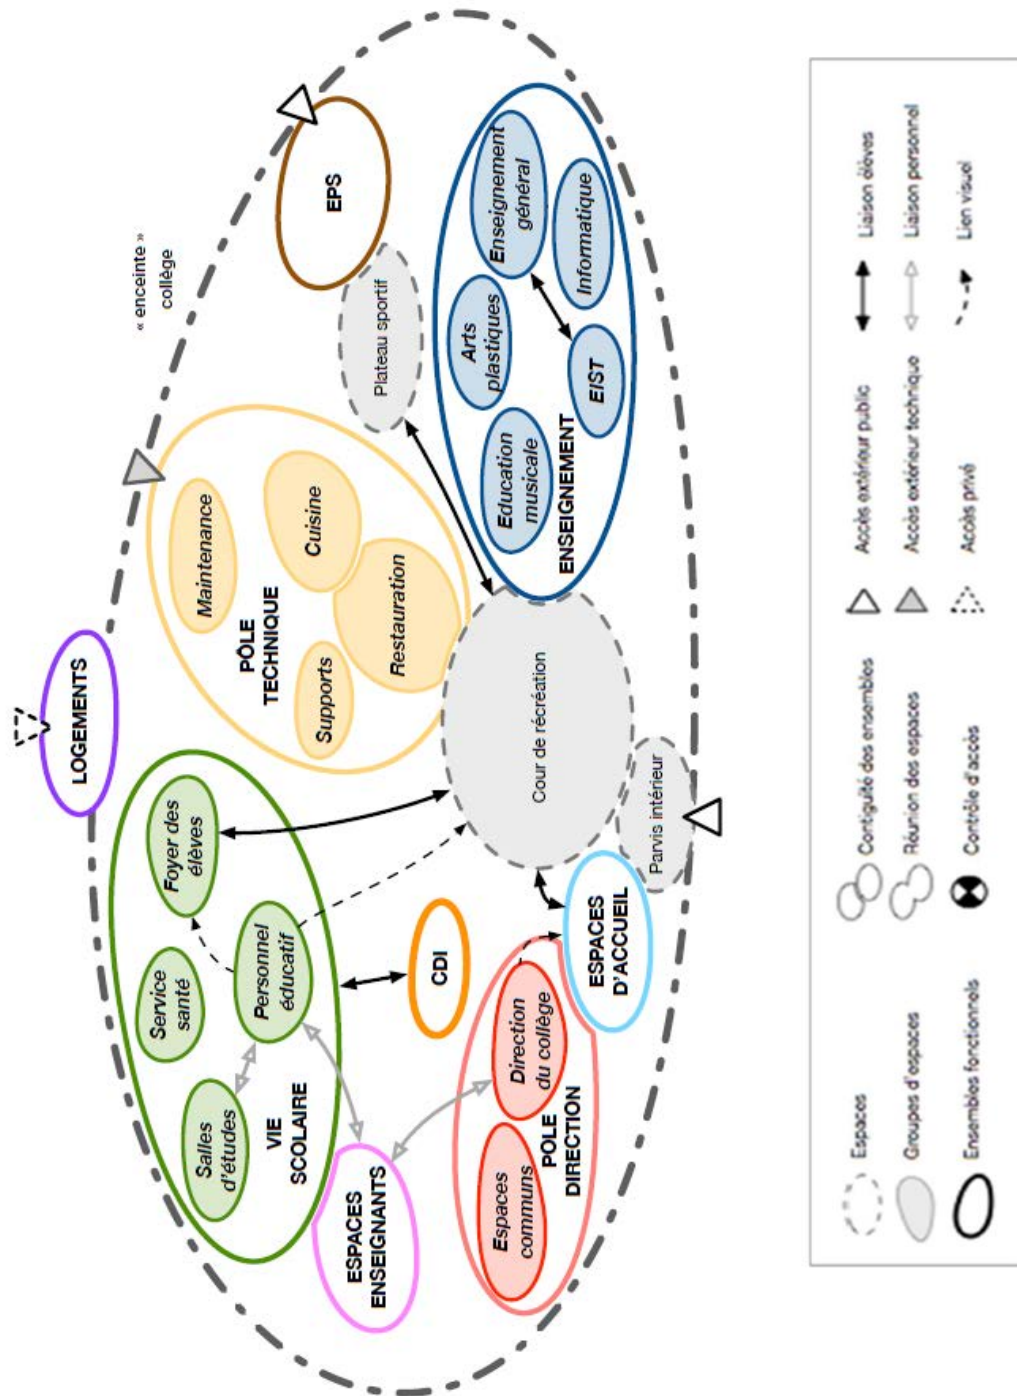 « enceinte »
collège
LOGEMENTS
EPS
Plateau sportif
Maintenance
Cuisine
PÔLE
TECHNIQUE
Supports
Restauration
Foyer des
élèves
Service
santé
Personnel
éducatif
Salles
d'études
VIE
SCOLAIRE
CDI
ESPACES
ENSEIGNANTS
Espaces
communs
Direction
du collège
PÔLE
DIRECTION
ESPACES
D'ACCUEIL
Cour de récréation
Parvis intérieur
Enseignement
général
Arts
plastiques
Informatique
Education
musicale
EIST
ENSEIGNEMENT
Espaces
Groupes d'espaces
Ensembles fonctionnels
Contiguité des ensembles
Réunion des espaces
Contrôle d'accès
Accès extérieur public
Accès extérieur technique
Accès privé
Liaison élèves
Liaison personnel
Lien visuel